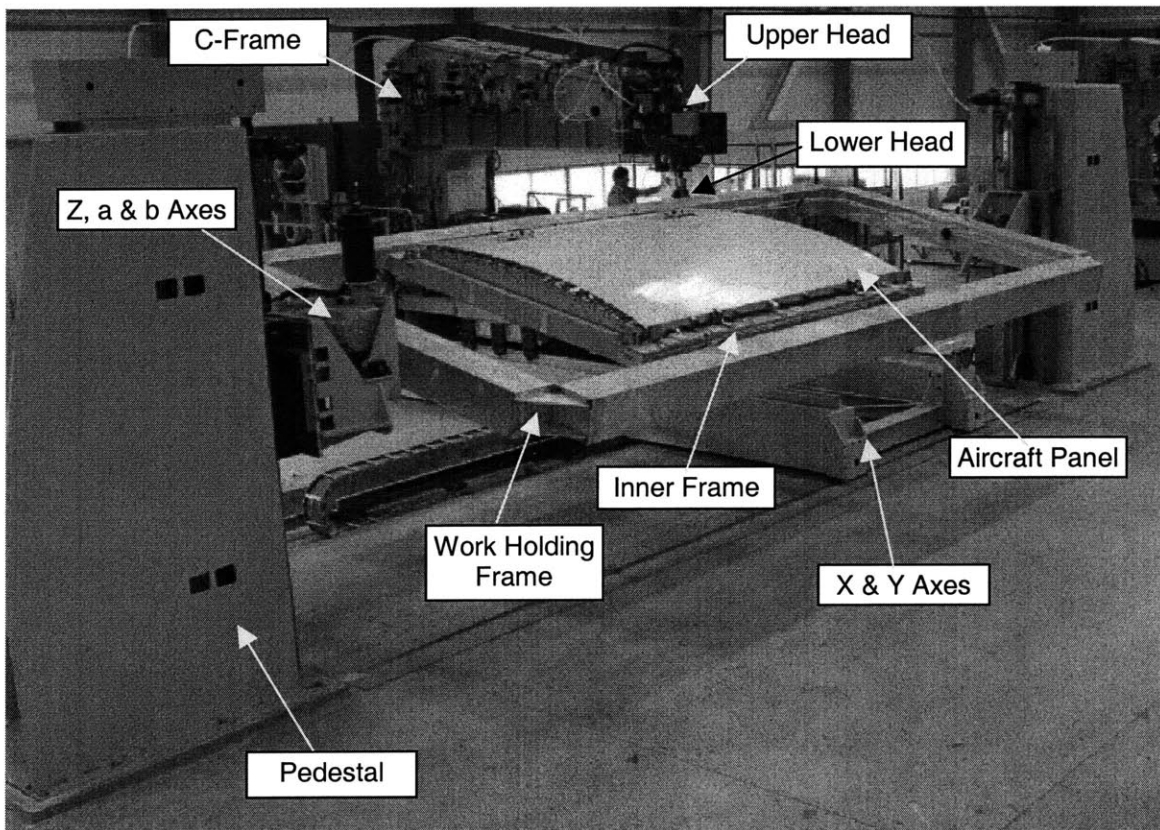 C-Frame
Upper Head
Lower Head
Z, a & b Axes
Aircraft Panel
Inner Frame
Work Holding
Frame
X & Y Axes
Pedestal